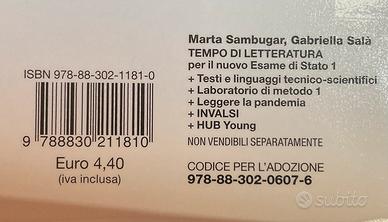 ISBN 978-88-302-1181-0
9 788830 211810
Euro 4,40
(iva inclusa)
Marta Sambugar, Gabriella Salà
TEMPO DI LETTERATURA
per il nuovo Esame di Stato 1
+ Testi e linguaggi tecnico-scientifici
+ Laboratorio di metodo 1
+ Leggere la pandemia
+ INVALSI
+ HUB Young
NON VENDIBILI SEPARATAMENTE
CODICE PER L'ADOZIONE
978-88-302-0607-6
subito